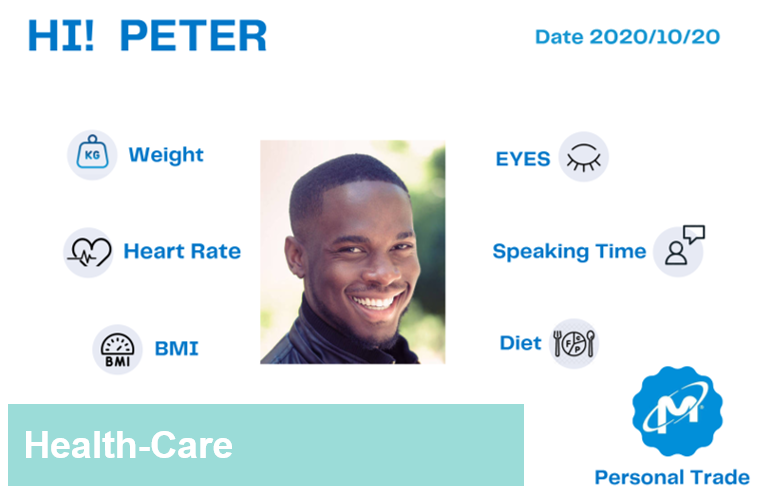 HI! PETER
Date 2020/10/20
KG Weight
EYES
Heart Rate
Speaking Time
BMI BMI
Diet F S P
Health-Care
M ®
Personal Trade